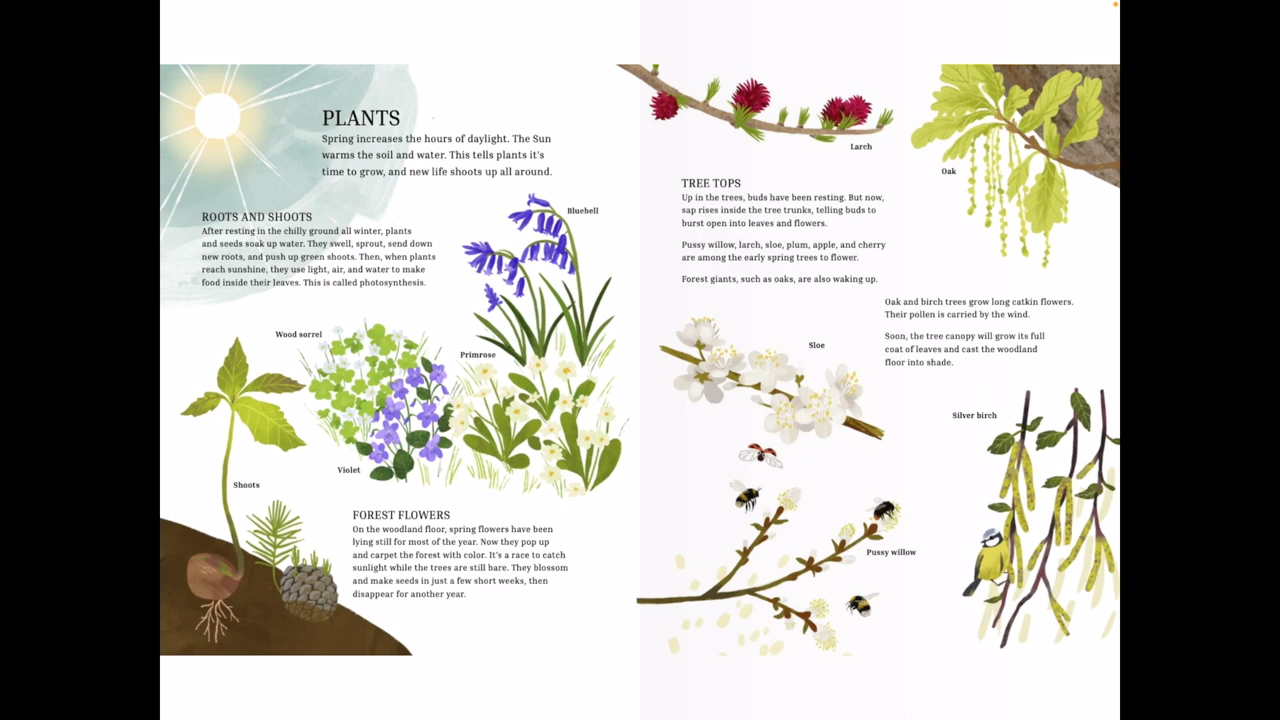 PLANTS
Spring increases the hours of daylight. The Sun
warms the soil and water. This tells plants it's
time to grow, and new life shoots up all around.
ROOTS AND SHOOTS
After resting in the chilly ground all winter, plants
and seeds soak up water. They swell, sprout, send down
new roots, and push up green shoots. Then, when plants
reach sunshine, they use light, air, and water to make
food inside their leaves. This is called photosynthesis.
Bluebell
Wood sorrel
Primrose
Violet
Shoots
FOREST FLOWERS
On the woodland floor, spring flowers have been
lying still for most of the year. Now they pop up
and carpet the forest with color. It's a race to catch
sunlight while the trees are still bare. They blossom
and make seeds in just a few short weeks, then
disappear for another year.
Larch
Oak
TREE TOPS
Up in the trees, buds have been resting. But now,
sap rises inside the tree trunks, telling buds to
burst open into leaves and flowers.
Pussy willow, larch, sloe, plum, apple, and cherry
are among the early spring trees to flower.
Forest giants, such as oaks, are also waking up.
Oak and birch trees grow long catkin flowers.
Their pollen is carried by the wind.
Soon, the tree canopy will grow its full
coat of leaves and cast the woodland
floor into shade.
Sloe
Silver birch
Pussy willow